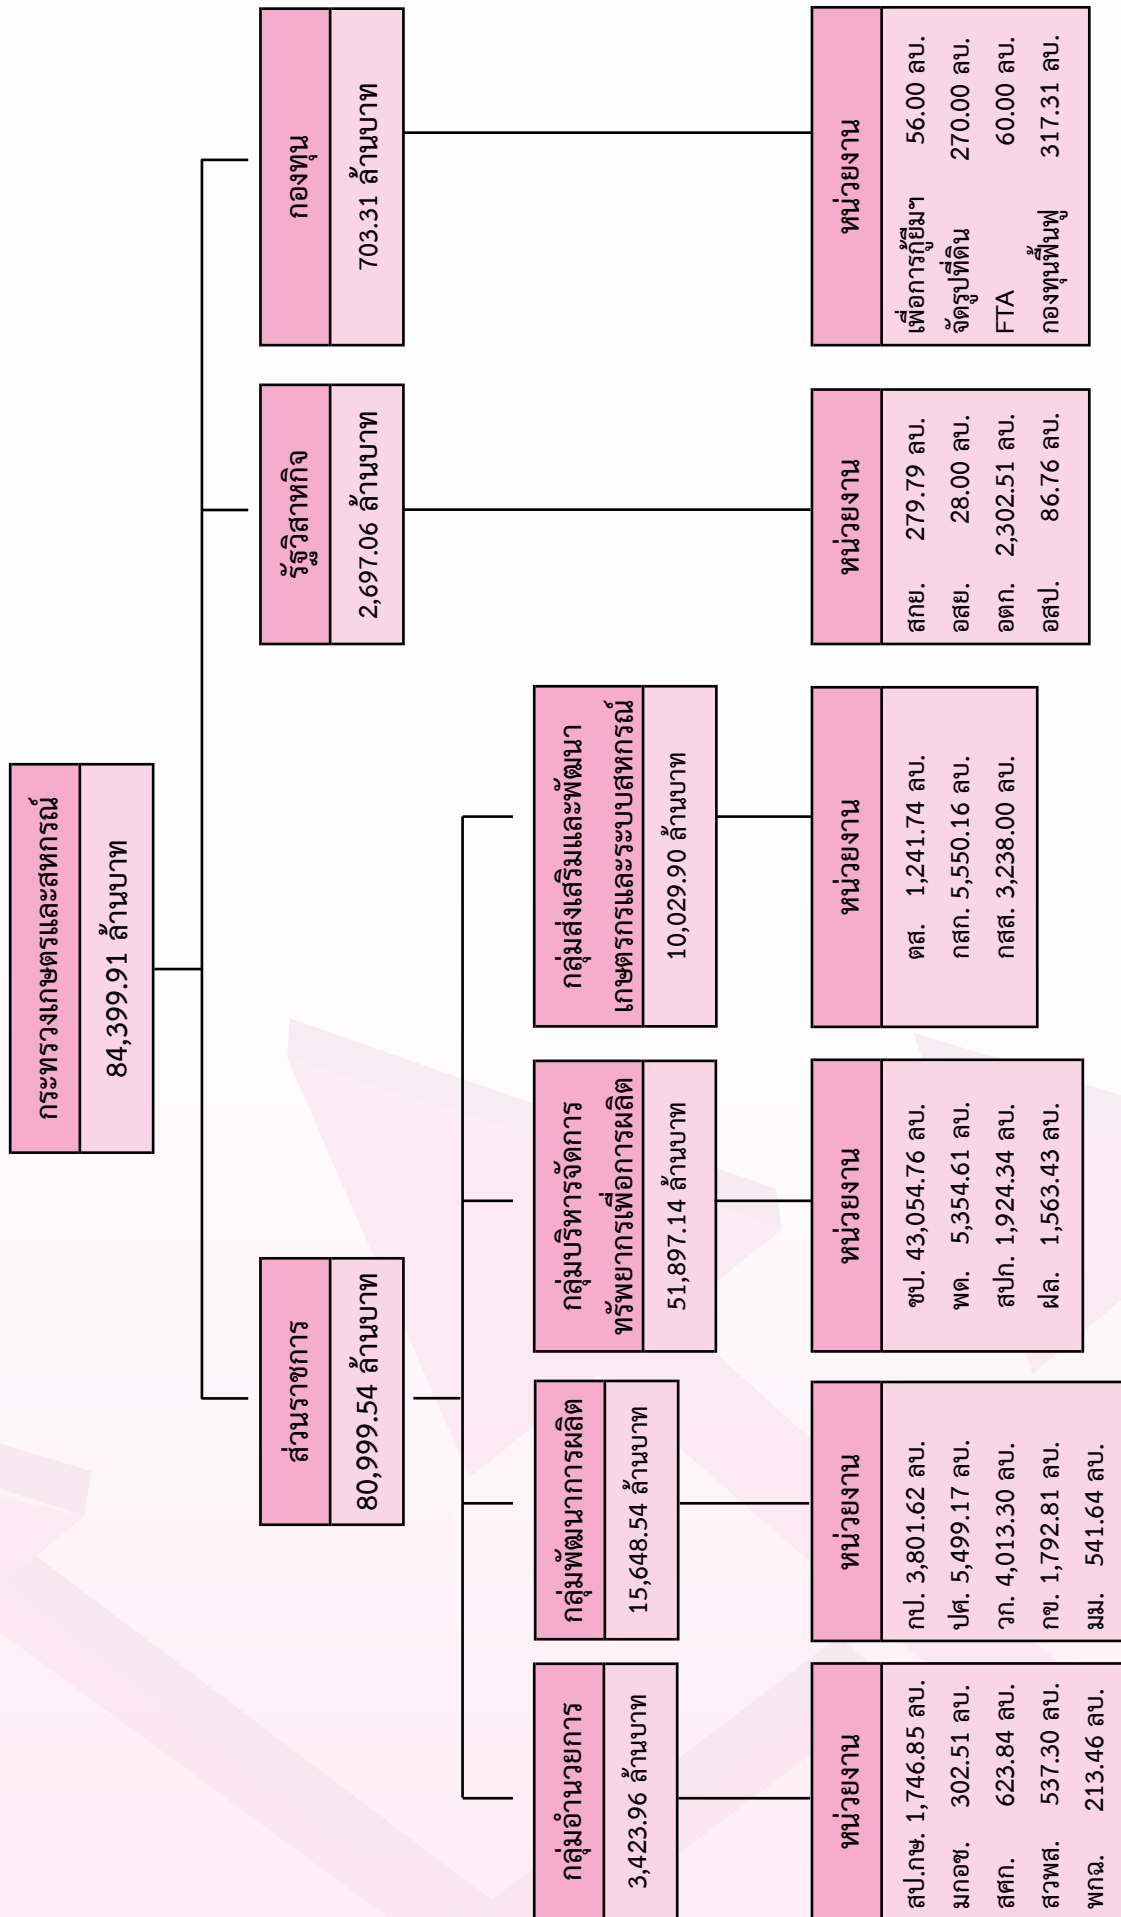 กระทรวงเกษตรและสหกรณ์
84,399.91 ล้านบาท
ส่วนราชการ
80,999.54 ล้านบาท
รัฐวิสาหกิจ
2,697.06 ล้านบาท
กองทุน
703.31 ล้านบาท
กลุ่มอำนวยการ
3,423.96 ล้านบาท
กลุ่มพัฒนาการผลิต
15,648.54 ล้านบาท
กลุ่มบริหารจัดการ
ทรัพยากรเพื่อการผลิต
51,897.14 ล้านบาท
กลุ่มส่งเสริมและพัฒนา
เกษตรกรและระบบสหกรณ์
10,029.90 ล้านบาท
หน่วยงาน
สป.กษ. 1,746.85 ลบ.
มกอช. 302.51 ลบ.
สศก. 623.84 ลบ.
สวพส. 537.30 ลบ.
พกฉ. 213.46 ลบ.
หน่วยงาน
กป. 3,801.62 ลบ.
ปศ. 5,499.17 ลบ.
วก. 4,013.30 ลบ.
กข. 1,792.81 ลบ.
มม. 541.64 ลบ.
หน่วยงาน
ชป. 43,054.76 ลบ.
พด. 5,354.61 ลบ.
สปก. 1,924.34 ลบ.
ฝล. 1,563.43 ลบ.
หน่วยงาน
ตส. 1,241.74 ลบ.
กสก. 5,550.16 ลบ.
กสส. 3,238.00 ลบ.
หน่วยงาน
สกย. 279.79 ลบ.
อสย. 28.00 ลบ.
อตก. 2,302.51 ลบ.
อสป. 86.76 ลบ.
หน่วยงาน
เพื่อการกู้ยืมฯ 56.00 ลบ.
จัดรูปที่ดิน 270.00 ลบ.
FTA 60.00 ลบ.
กองทุนฟื้นฟู 317.31 ลบ.